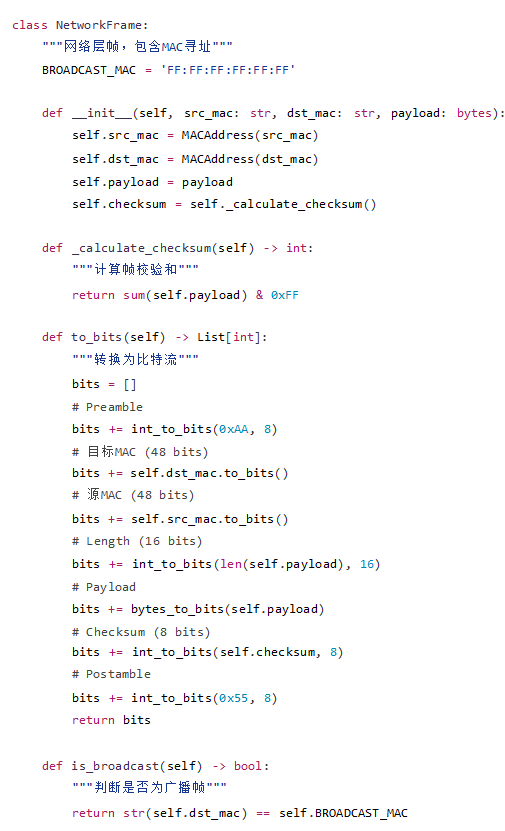 class NetworkFrame:
    """网络层帧，包含MAC寻址"""
    BROADCAST_MAC = 'FF:FF:FF:FF:FF:FF'

    def __init__(self, src_mac: str, dst_mac: str, payload: bytes):
        self.src_mac = MACAddress(src_mac)
        self.dst_mac = MACAddress(dst_mac)
        self.payload = payload
        self.checksum = self._calculate_checksum()

    def _calculate_checksum(self) -> int:
        """计算帧校验和"""
        return sum(self.payload) & 0xFF

    def to_bits(self) -> List[int]:
        """转换为比特流"""
        bits = []
        # Preamble
        bits += int_to_bits(0xAA, 8)
        # 目标MAC (48 bits)
        bits += self.dst_mac.to_bits()
        # 源MAC (48 bits)
        bits += self.src_mac.to_bits()
        # Length (16 bits)
        bits += int_to_bits(len(self.payload), 16)
        # Payload
        bits += bytes_to_bits(self.payload)
        # Checksum (8 bits)
        bits += int_to_bits(self.checksum, 8)
        # Postamble
        bits += int_to_bits(0x55, 8)
        return bits

    def is_broadcast(self) -> bool:
        """判断是否为广播帧"""
        return str(self.dst_mac) == self.BROADCAST_MAC